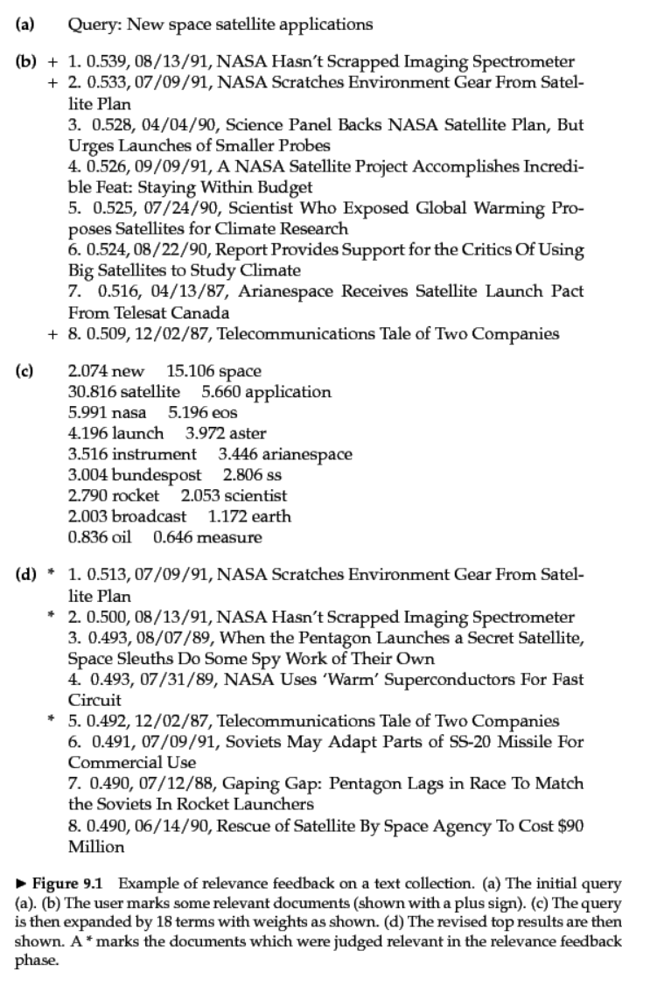 (a) Query: New space satellite applications
(b) + 1. 0.539, 08/13/91, NASA Hasn't Scrapped Imaging Spectrometer
+ 2. 0.533, 07/09/91, NASA Scratches Environment Gear From Satel-
lite Plan
3. 0.528, 04/04/90, Science Panel Backs NASA Satellite Plan, But
Urges Launches of Smaller Probes
4. 0.526, 09/09/91, A NASA Satellite Project Accomplishes Incredi-
ble Feat: Staying Within Budget
5. 0.525, 07/24/90, Scientist Who Exposed Global Warming Pro-
poses Satellites for Climate Research
6. 0.524, 08/22/90, Report Provides Support for the Critics Of Using
Big Satellites to Study Climate
7. 0.516, 04/13/87, Arianespace Receives Satellite Launch Pact
From Telesat Canada
+ 8. 0.509, 12/02/87, Telecommunications Tale of Two Companies
(c) 2.074 new 15.106 space
30.816 satellite 5.660 application
5.991 nasa 5.196 eos
4.196 launch 3.972 aster
3.516 instrument 3.446 arianespace
3.004 bundespost 2.806 ss
2.790 rocket 2.053 scientist
2.003 broadcast 1.172 earth
0.836 oil 0.646 measure
(d) * 1. 0.513, 07/09/91, NASA Scratches Environment Gear From Satel-
lite Plan
* 2. 0.500, 08/13/91, NASA Hasn't Scrapped Imaging Spectrometer
3. 0.493, 08/07/89, When the Pentagon Launches a Secret Satellite,
Space Sleuths Do Some Spy Work of Their Own
4. 0.493, 07/31/89, NASA Uses 'Warm' Superconductors For Fast
Circuit
* 5. 0.492, 12/02/87, Telecommunications Tale of Two Companies
6. 0.491, 07/09/91, Soviets May Adapt Parts of SS-20 Missile For
Commercial Use
7. 0.490, 07/12/88, Gaping Gap: Pentagon Lags in Race To Match
the Soviets In Rocket Launchers
8. 0.490, 06/14/90, Rescue of Satellite By Space Agency To Cost $90
Million
► Figure 9.1 Example of relevance feedback on a text collection. (a) The initial query
(a). (b) The user marks some relevant documents (shown with a plus sign). (c) The query
is then expanded by 18 terms with weights as shown. (d) The revised top results are then
shown. A * marks the documents which were judged relevant in the relevance feedback
phase.